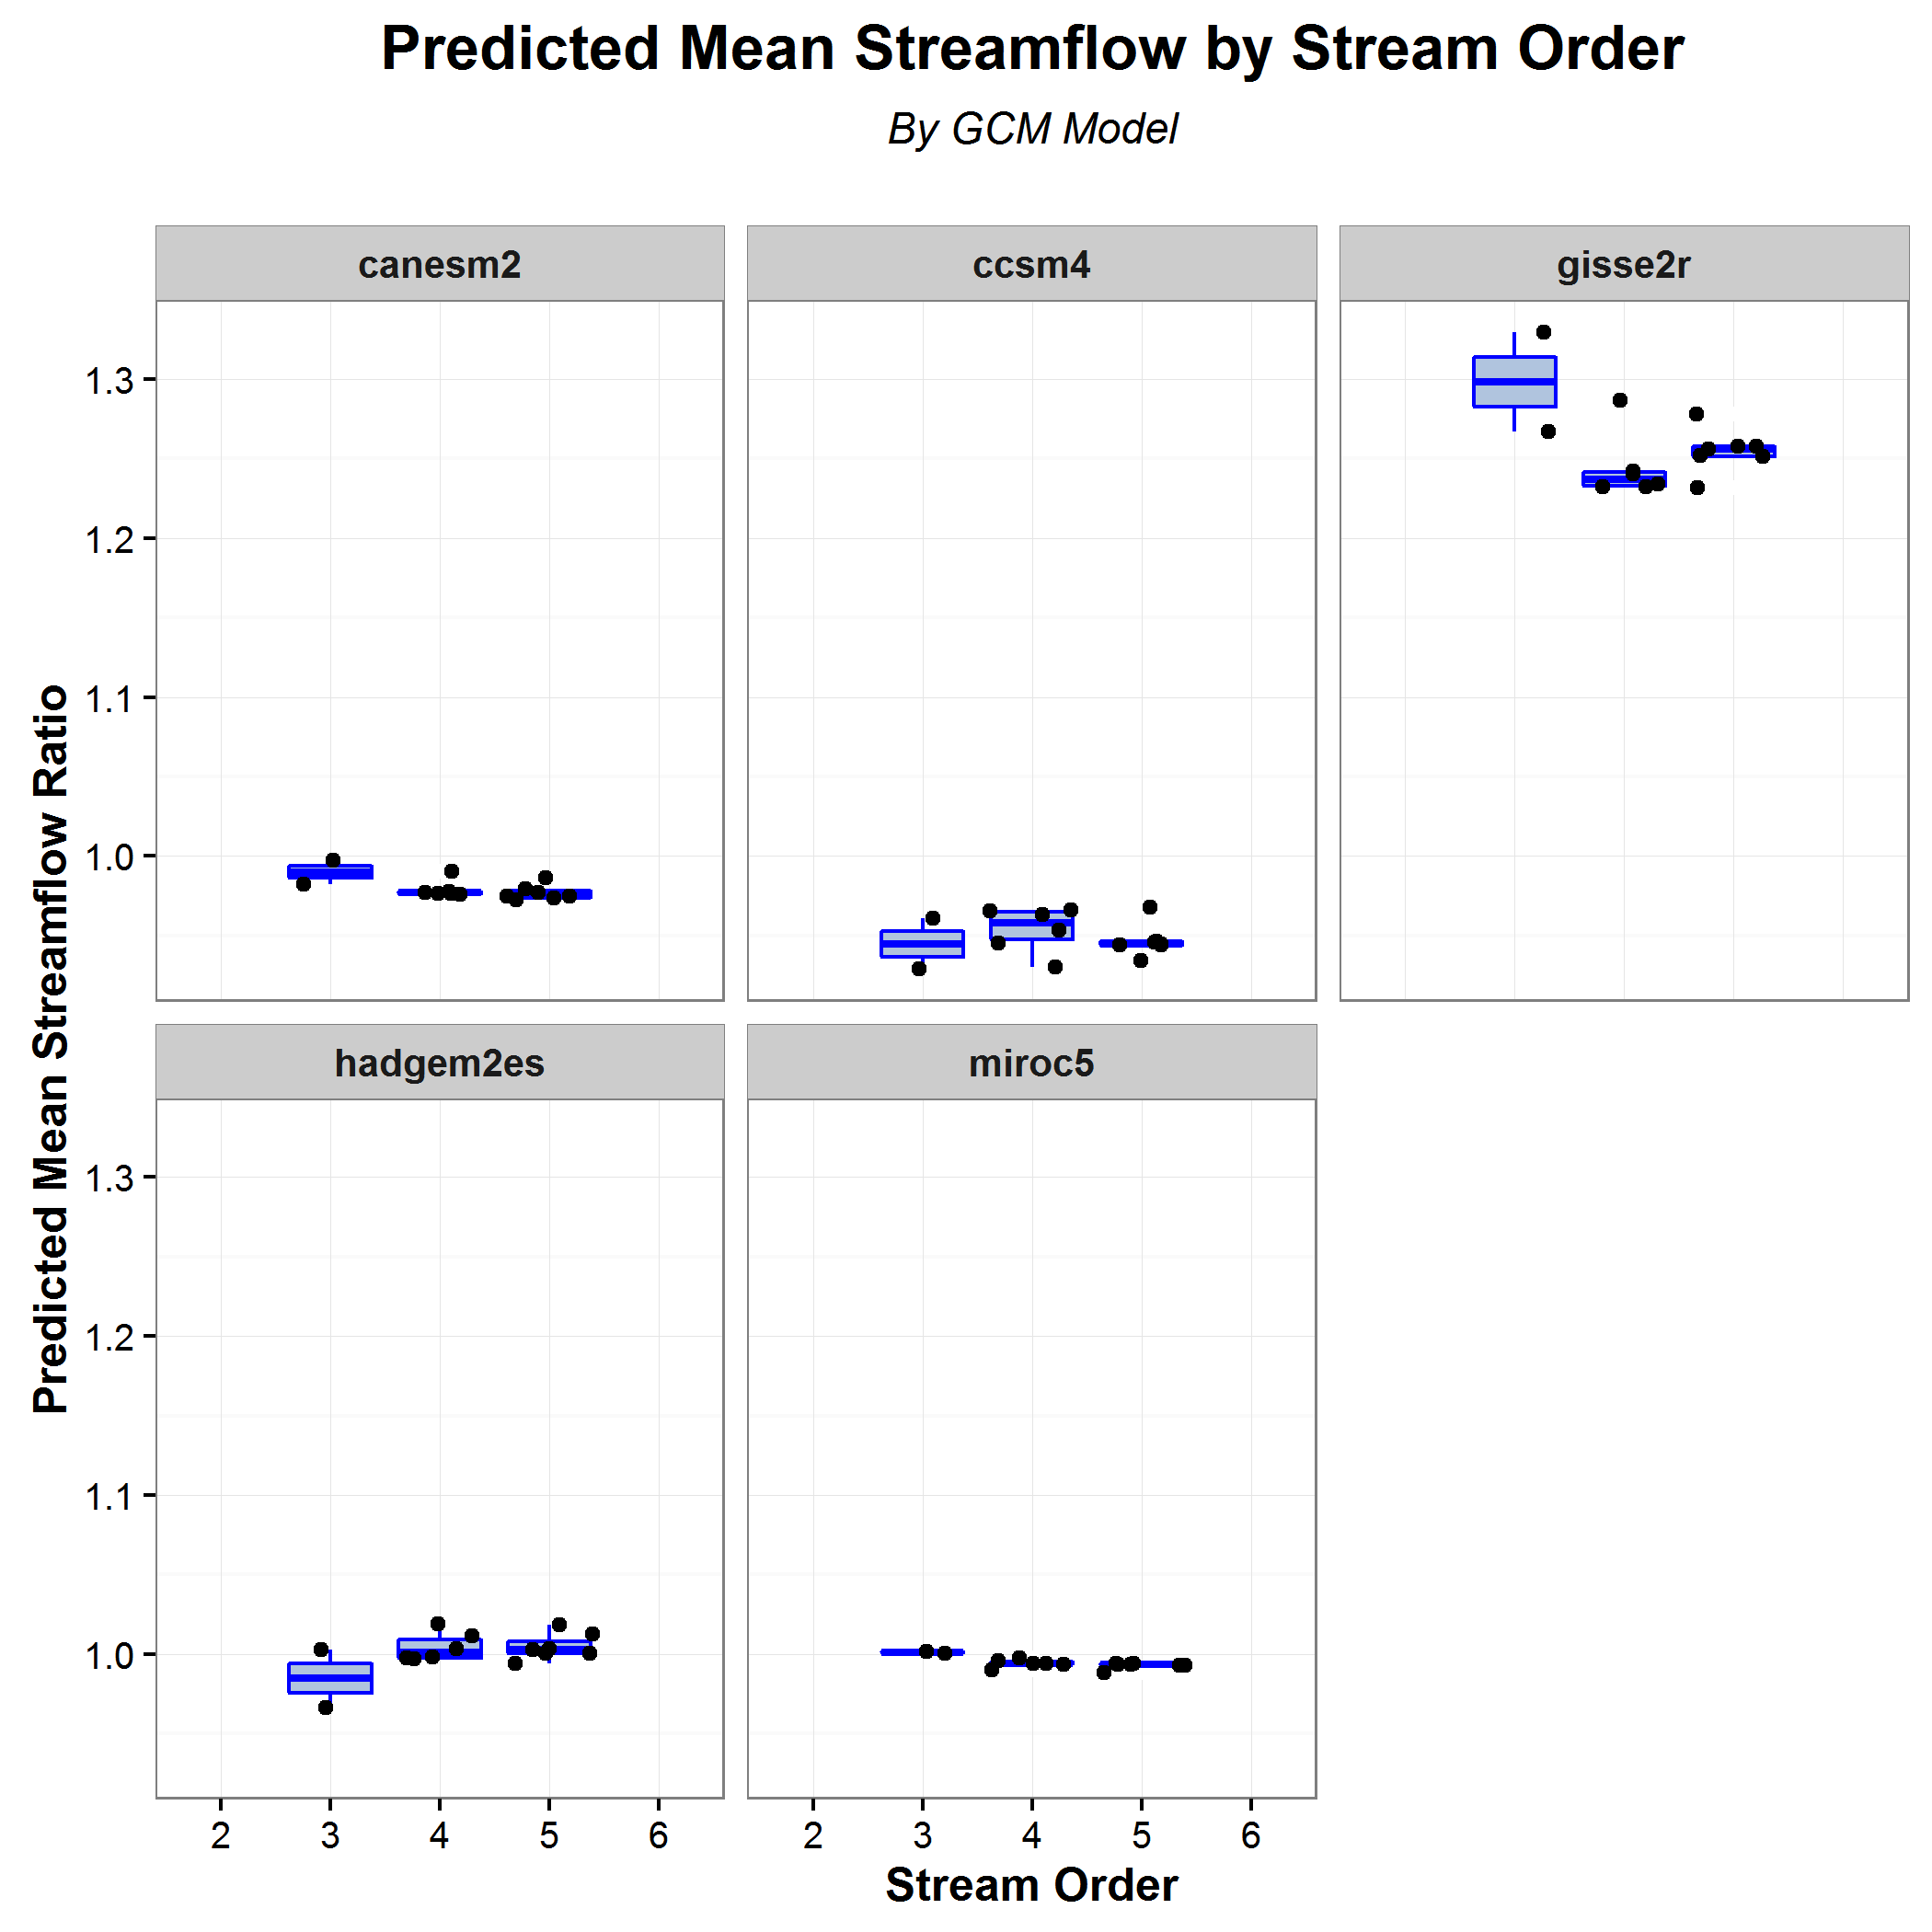 Predicted Mean Streamflow by Stream Order
By GCM Model
canesm2
ccsm4
gisse2r
1.3
1.2
1.1
1.0
Predicted Mean Streamflow Ratio
hadgem2es
miroc5
1.3
1.2
1.1
1.0
2 3 4 5 6
2 3 4 5 6
Stream Order